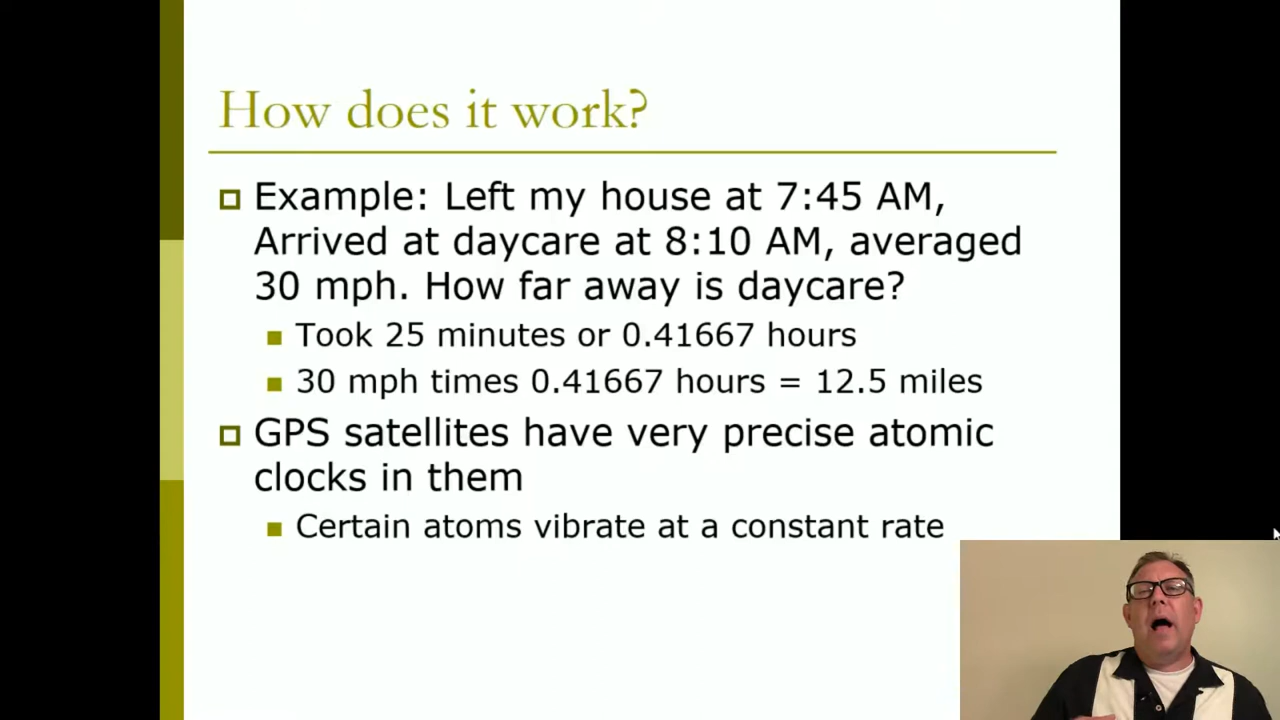 How does it work?
Example: Left my house at 7:45 AM,
Arrived at daycare at 8:10 AM, averaged
30 mph. How far away is daycare?
Took 25 minutes or 0.41667 hours
30 mph times 0.41667 hours = 12.5 miles
GPS satellites have very precise atomic
clocks in them
Certain atoms vibrate at a constant rate